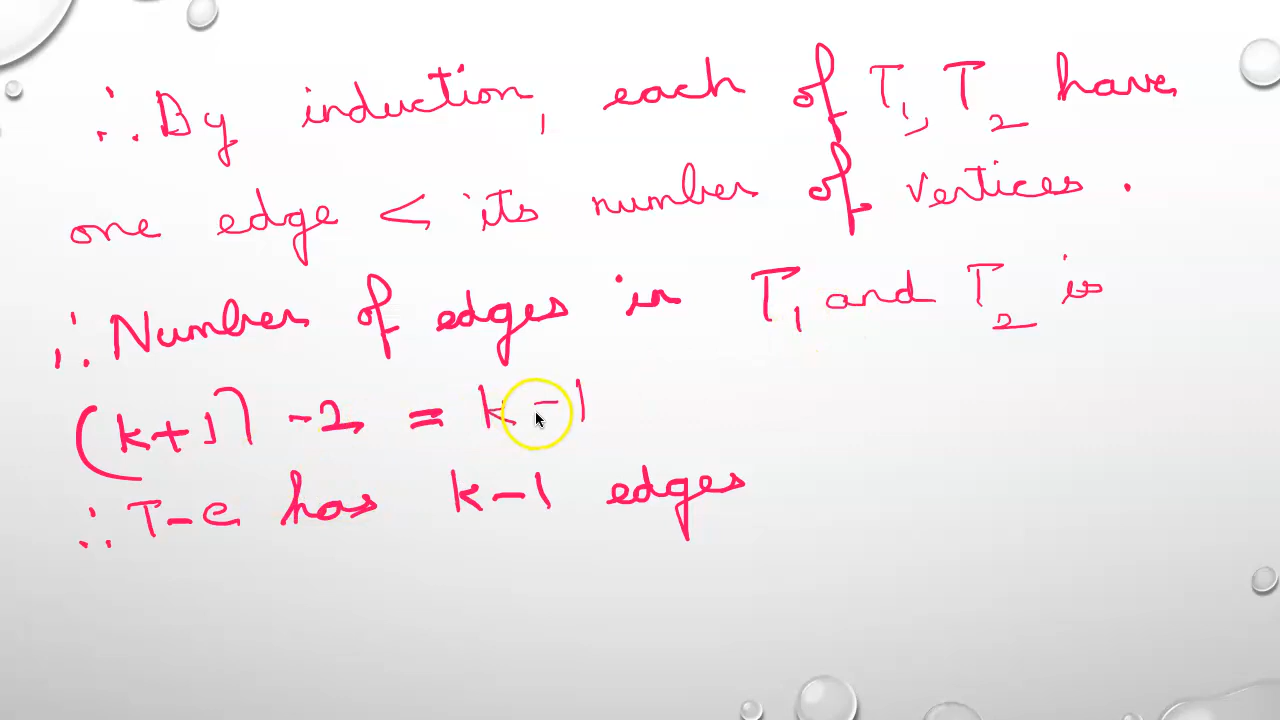 ∴ By induction, each of T₁, T₂ have
one edge < its number of vertices.
∴ Number of edges in T₁ and T₂ is
(k+1) - 2 = k - 1
∴ T-e has k-1 edges